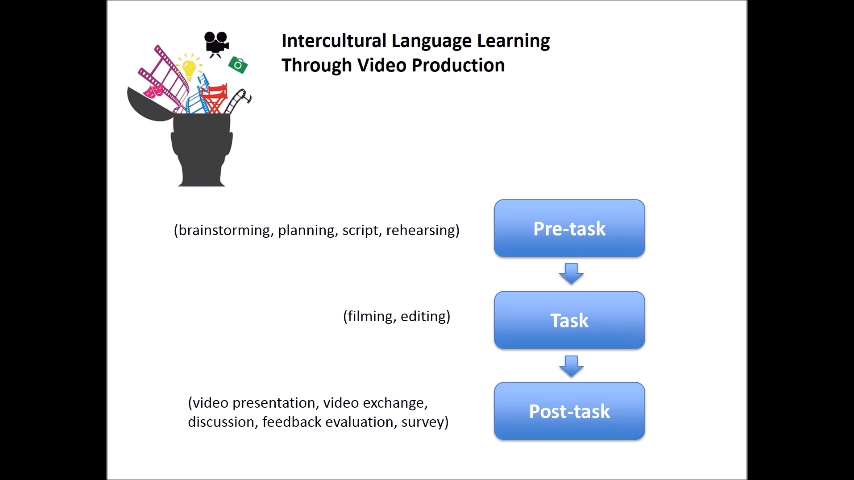 Intercultural Language Learning
Through Video Production
(brainstorming, planning, script, rehearsing)
Pre-task
(filming, editing)
Task
(video presentation, video exchange,
discussion, feedback evaluation, survey)
Post-task